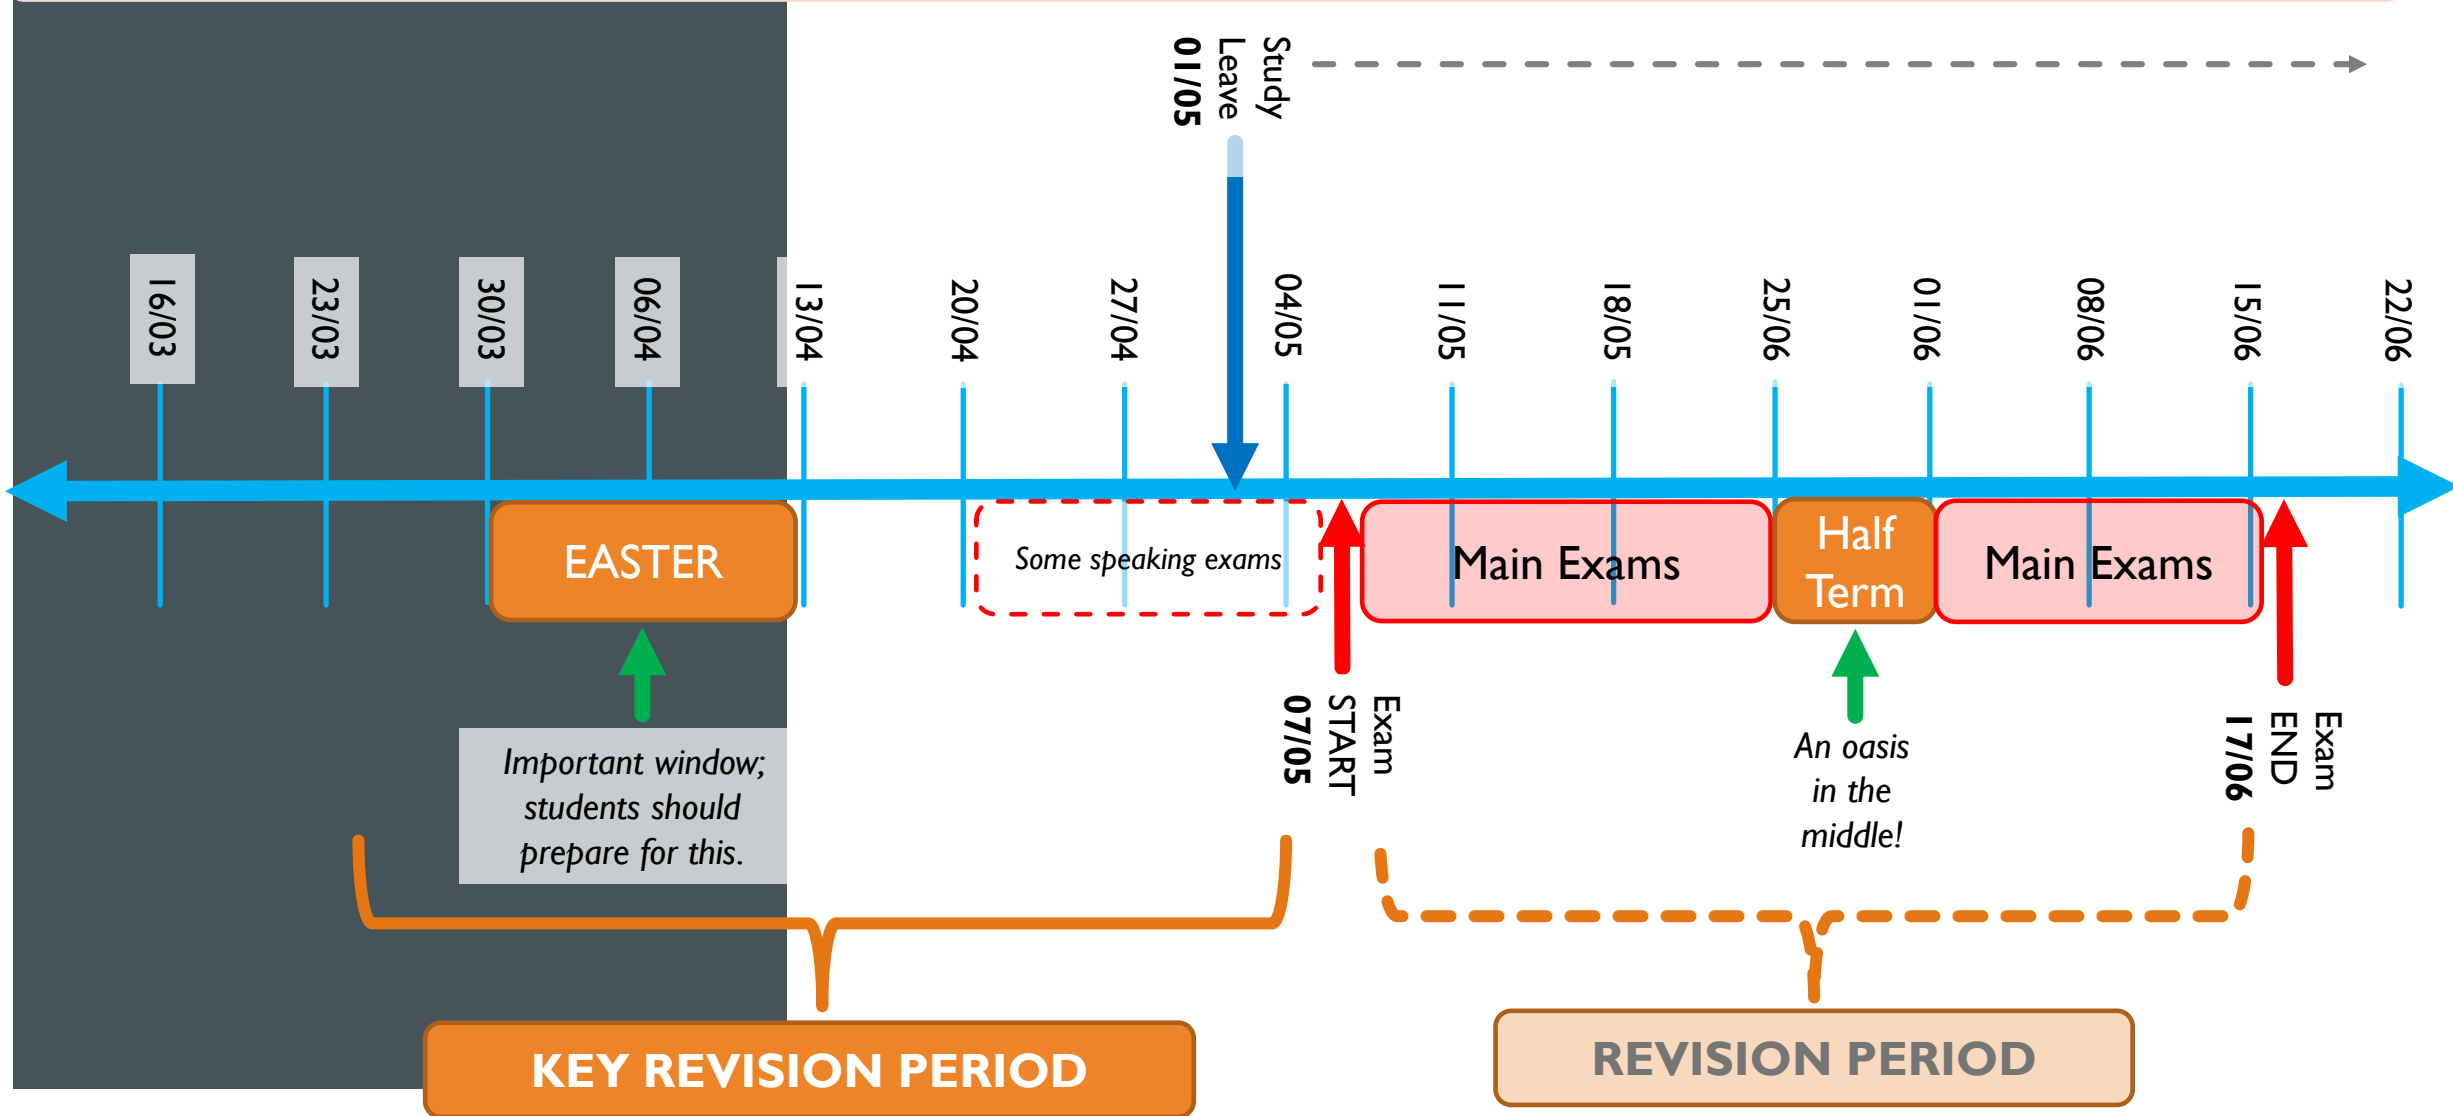 Study
Leave
01/05
16/03
23/03
30/03
06/04
13/04
20/04
27/04
04/05
11/05
18/05
25/06
01/06
08/06
15/06
22/06
EASTER
Some speaking exams
Main Exams
Half
Term
Main Exams
Important window;
students should
prepare for this.
Exam
START
07/05
An oasis
in the
middle!
Exam
END
17/06
KEY REVISION PERIOD
REVISION PERIOD